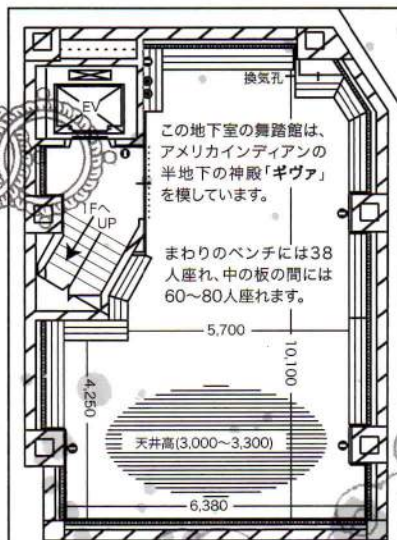 換気孔
EV
この地下室の舞踏館は、
アメリカインディアンの
半地下の神殿「ギヴァ」
を模しています。
1Fへ
UP
まわりのベンチには38
人座れ、中の板の間には
60〜80人座れます。
5,700
10,100
4,250
天井高(3,000〜3,300)
6,380